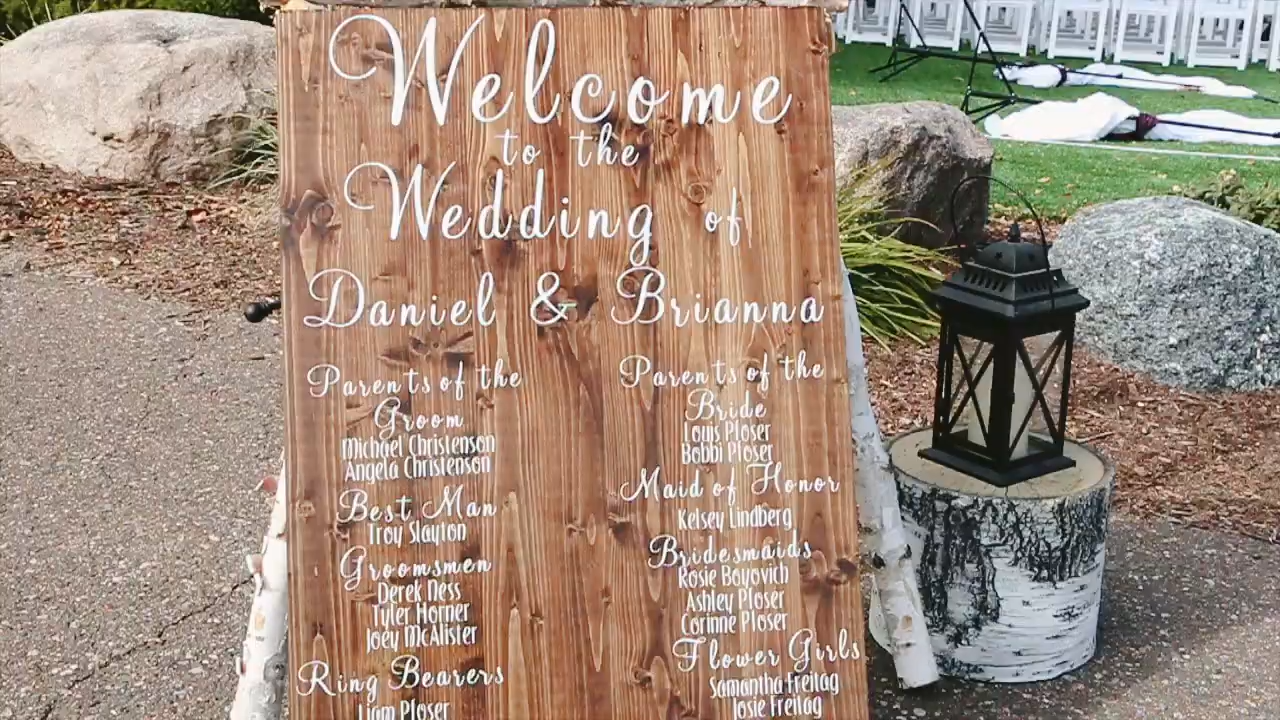 Welcome
to the
Wedding of
Daniel & Brianna
Parents of the
Groom
Michael Christenson
Angela Christenson
Best Man
Troy Slayton
Groomsmen
Derek Ness
Tyler Horner
Joey McAlister
Ring Bearers
Liam Ploser
Parents of the
Bride
Louis Ploser
Bobbi Ploser
Maid of Honor
Kelsey Lindberg
Bridesmaids
Rosie Boyovich
Ashley Ploser
Corinne Ploser
Flower Girls
Samantha Freitag
Josie Freitag